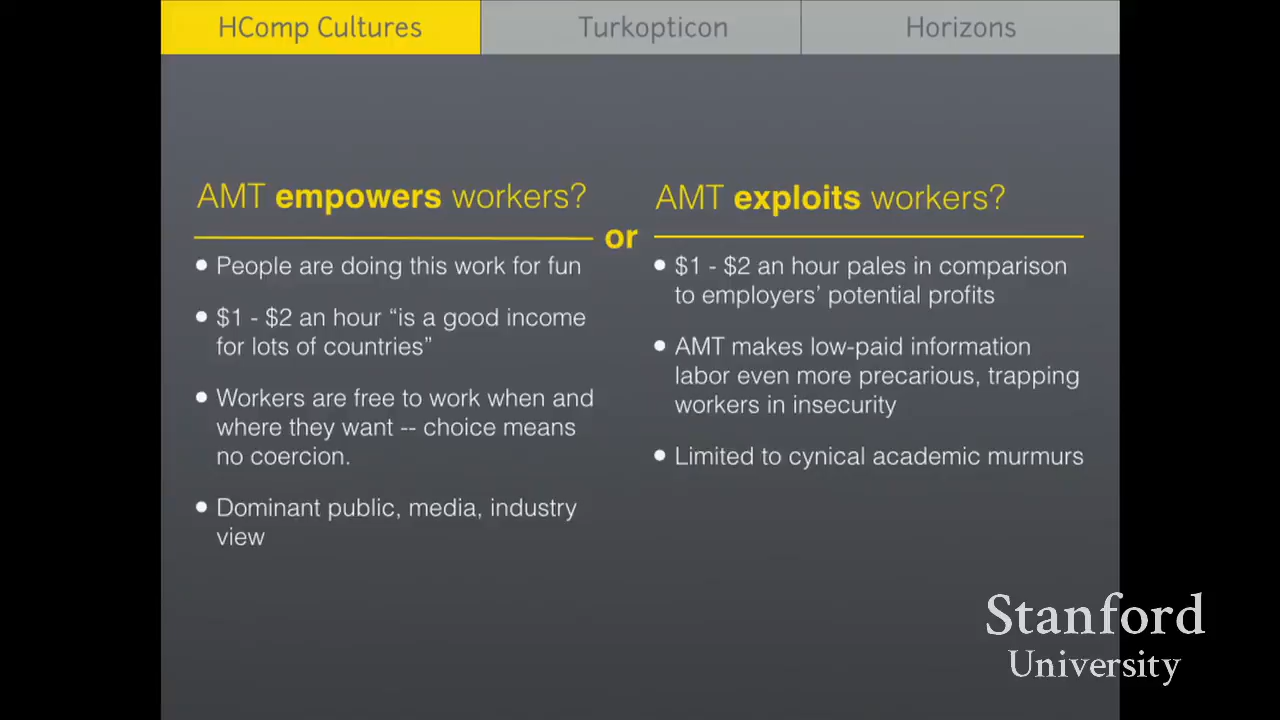 HComp Cultures
Turkopticon
Horizons
AMT empowers workers?
or
AMT exploits workers?
• People are doing this work for fun
• $1 - $2 an hour “is a good income
for lots of countries”
• Workers are free to work when and
where they want -- choice means
no coercion.
• Dominant public, media, industry
view
• $1 - $2 an hour pales in comparison
to employers’ potential profits
• AMT makes low-paid information
labor even more precarious, trapping
workers in insecurity
• Limited to cynical academic murmurs
Stanford
University